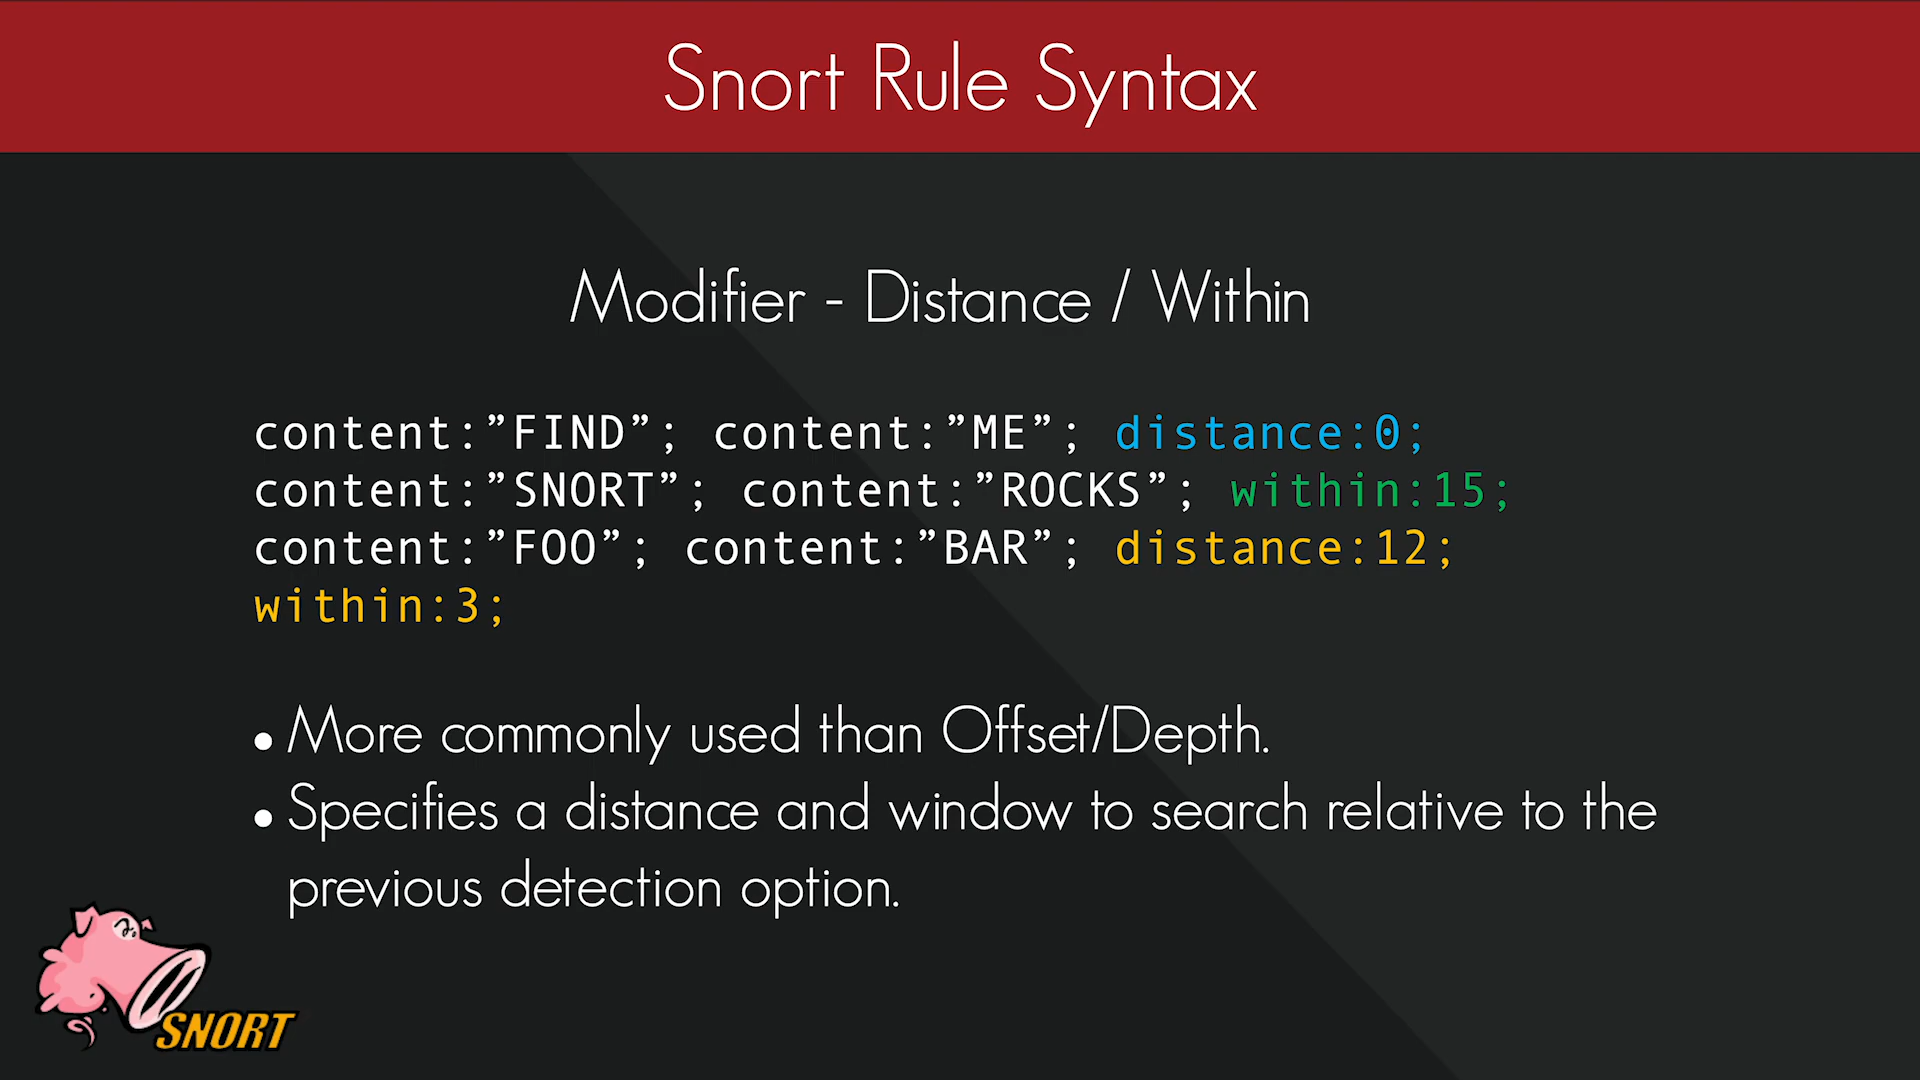 Snort Rule Syntax
Modifier - Distance / Within
content:”FIND”; content:”ME”; distance:0;
content:”SNORT”; content:”ROCKS”; within:15;
content:”FOO”; content:”BAR”; distance:12;
within:3;
• More commonly used than Offset/Depth.
• Specifies a distance and window to search relative to the
previous detection option.
SNORT